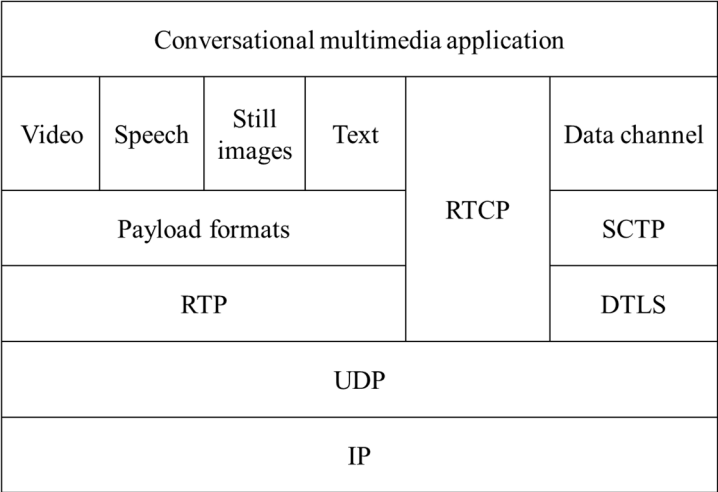 Conversational multimedia application
Video
Speech
Still
images
Text
RTCP
Data channel
Payload formats
SCTP
RTP
DTLS
UDP
IP